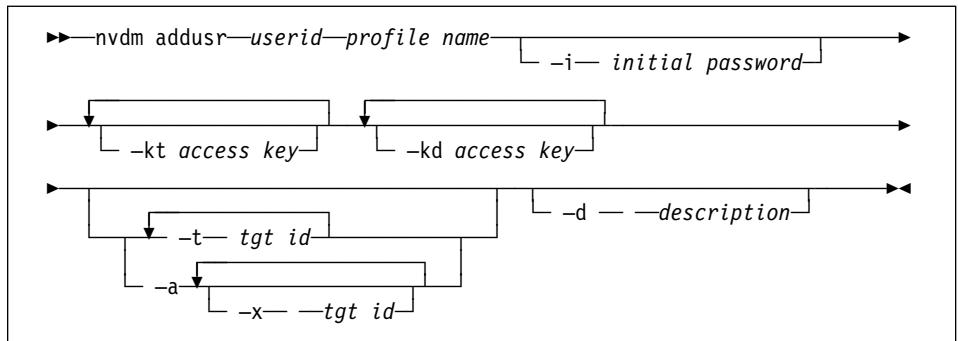 nvdm addusr userid profile name
–i– initial password
–kt access key –kd access key
–t– tgt id –d – –description
–a
–x– –tgt id